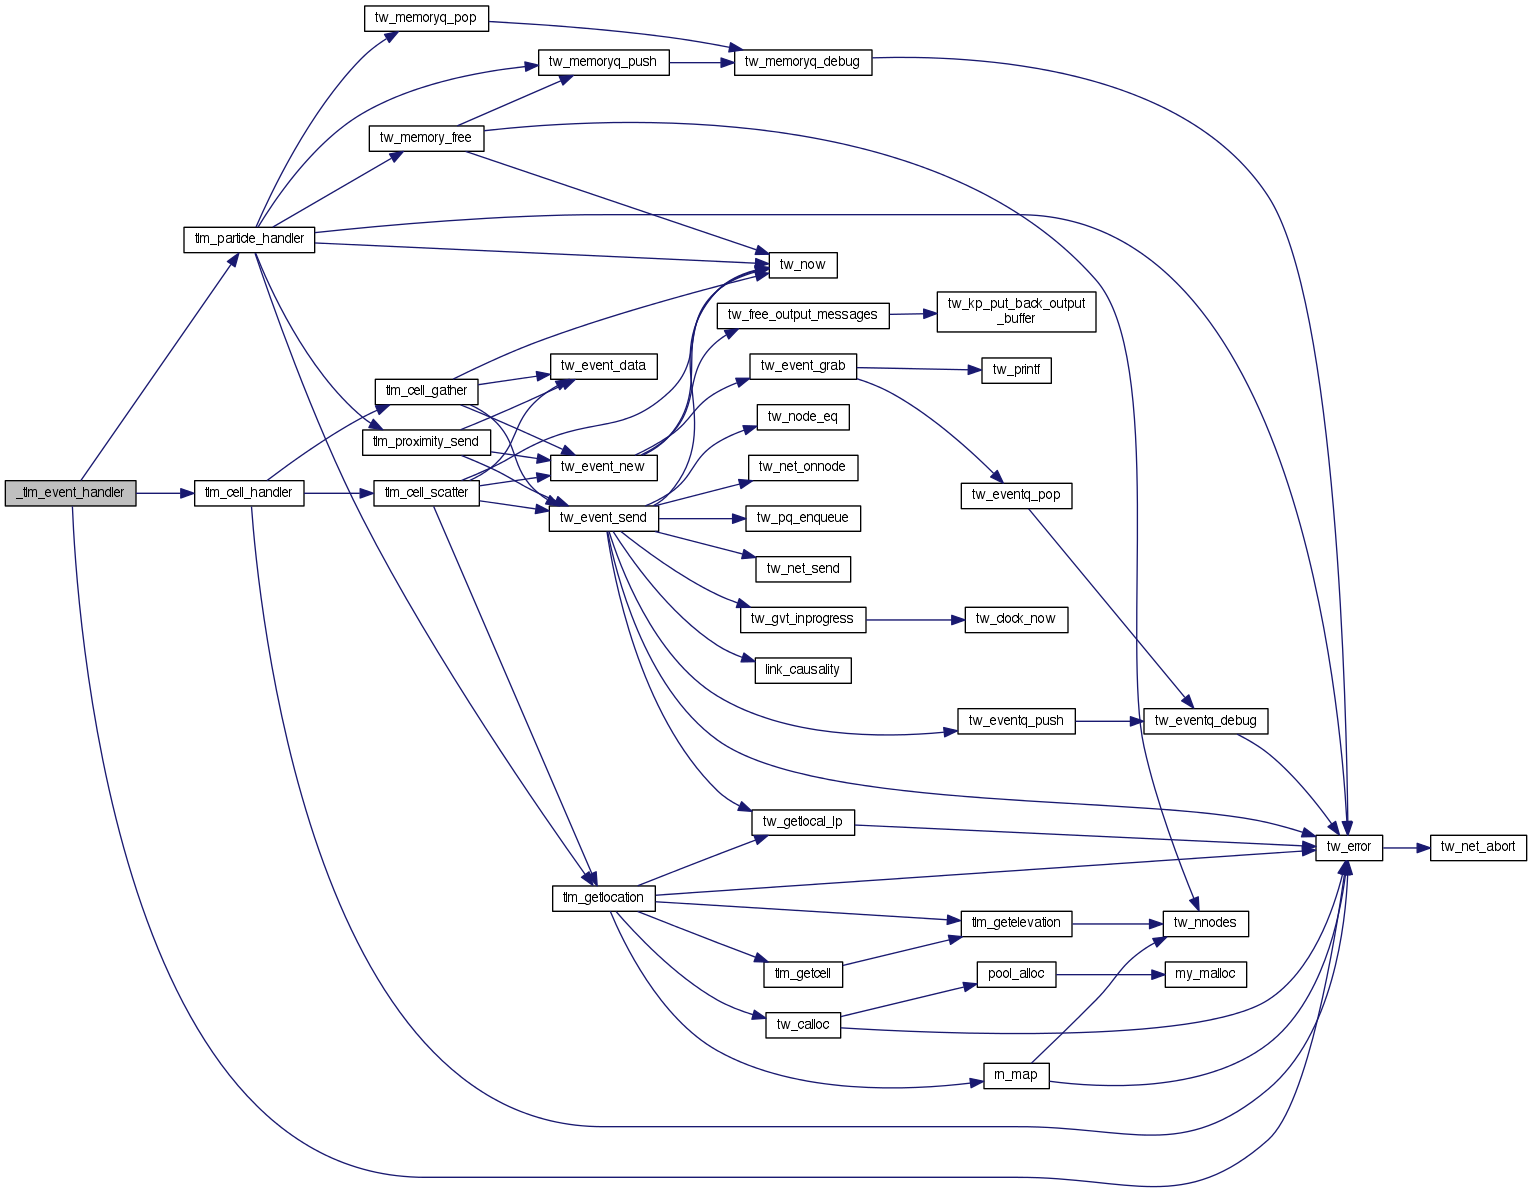 tw_memoryq_pop
tw_memoryq_push
tw_memoryq_debug
tw_memory_free
tlm_particle_handler
tw_now
tw_kp_put_back_output
_buffer
tw_free_output_messages
tw_event_data
tw_event_grab
tw_printf
tlm_cell_gather
tw_node_eq
tlm_proximity_send
tw_event_new
tw_net_onnode
_tlm_event_handler
tlm_cell_handler
tlm_cell_scatter
tw_eventq_pop
tw_event_send
tw_pq_enqueue
tw_net_send
tw_gvt_inprogress
tw_clock_now
link_causality
tw_eventq_push
tw_eventq_debug
tw_getlocal_lp
tw_error
tw_net_abort
tlm_getlocation
tlm_getelevation
tw_nnodes
tlm_getcell
pool_alloc
my_malloc
tw_calloc
rn_map